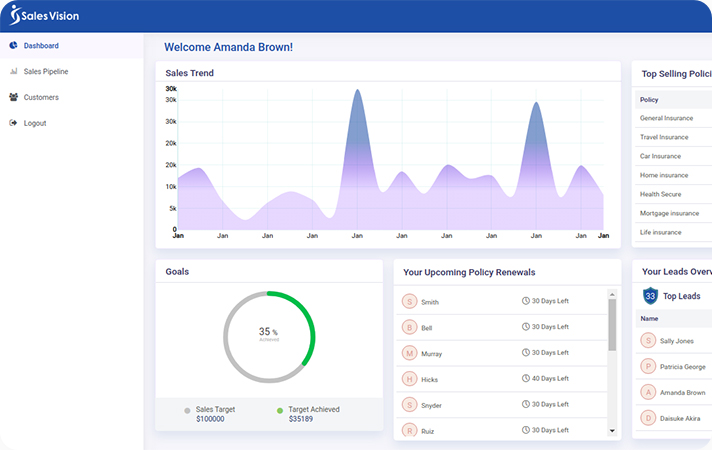 Sales Vision
Dashboard
Sales Pipeline
Customers
Logout
Welcome Amanda Brown!
Sales Trend
30k
30k
30k
20k
20k
10k
5k
0
Jan Jan Jan Jan Jan Jan Jan Jan Jan Jan Jan
Top Selling Polici
Policy
General Insurance
Travel Insurance
Car Insurance
Home insurance
Health Secure
Mortgage insurance
Life insurance
Goals
35 %
Achieved
Sales Target
$100000
Target Achieved
$35189
Your Upcoming Policy Renewals
S Smith 30 Days Left
B Bell 30 Days Left
M Murray 30 Days Left
H Hicks 40 Days Left
S Snyder 30 Days Left
R Ruiz 30 Days Left
Your Leads Over
33 Top Leads
Name
S Sally Jones
P Patricia George
A Amanda Brown
D Daisuke Akira